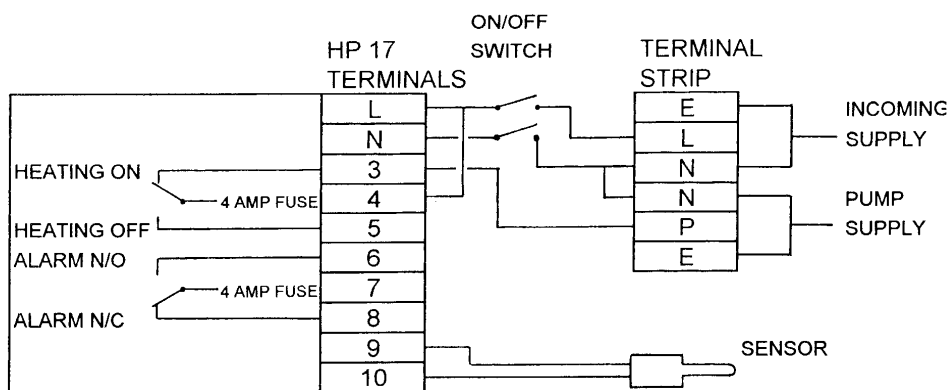 ON/OFF
SWITCH
HP 17
TERMINALS
TERMINAL
STRIP
L
N
3
4
5
6
7
8
9
10
HEATING ON
4 AMP FUSE
HEATING OFF
ALARM N/O
4 AMP FUSE
ALARM N/C
E
L
N
N
P
E
INCOMING
SUPPLY
PUMP
SUPPLY
SENSOR